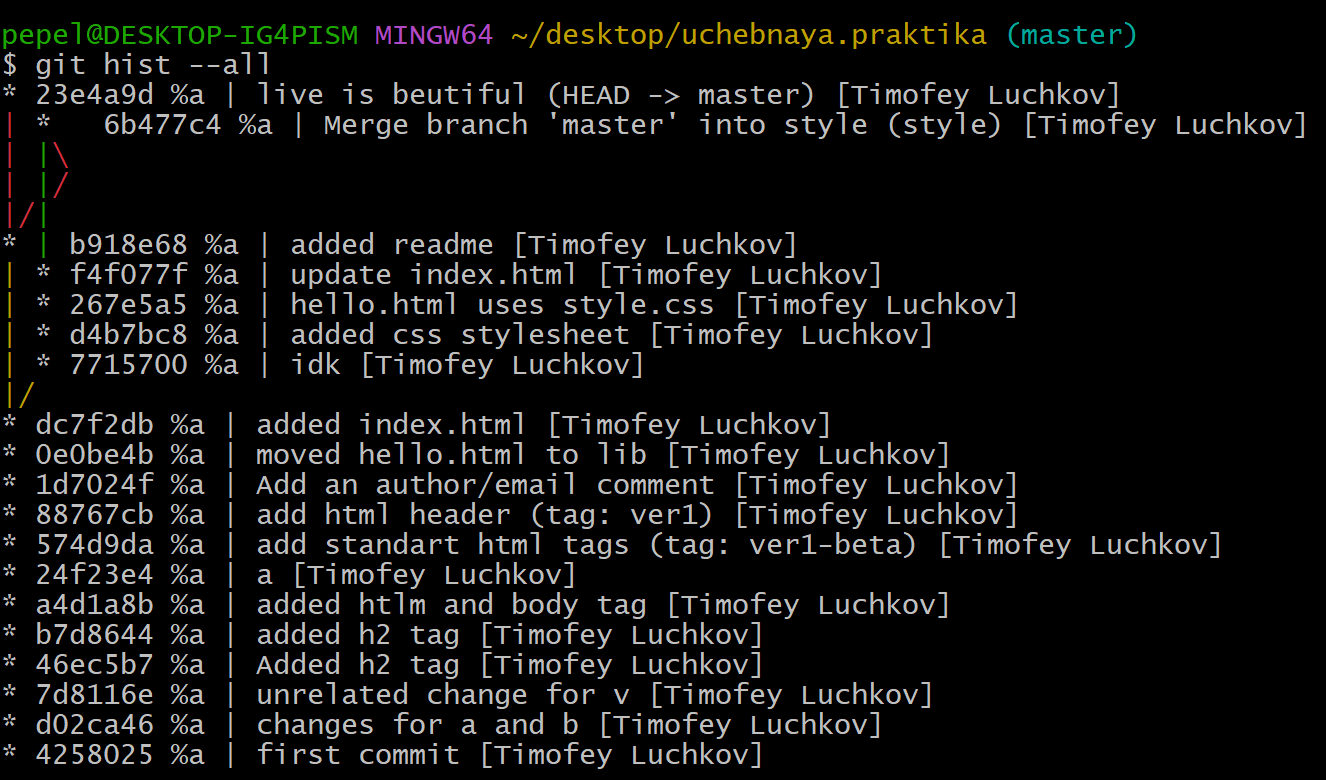 pepel@DESKTOP-IG4PISM MINGW64 ~/desktop/uchebnaya.praktika (master)
$ git hist --all
* 23e4a9d %a | live is beutiful (HEAD -> master) [Timofey Luchkov]
| *   6b477c4 %a | Merge branch 'master' into style (style) [Timofey Luchkov]
| |\
| |/
|/|
* | b918e68 %a | added readme [Timofey Luchkov]
| * f4f077f %a | update index.html [Timofey Luchkov]
| * 267e5a5 %a | hello.html uses style.css [Timofey Luchkov]
| * d4b7bc8 %a | added css stylesheet [Timofey Luchkov]
| * 7715700 %a | idk [Timofey Luchkov]
|/
* dc7f2db %a | added index.html [Timofey Luchkov]
* 0e0be4b %a | moved hello.html to lib [Timofey Luchkov]
* 1d7024f %a | Add an author/email comment [Timofey Luchkov]
* 88767cb %a | add html header (tag: ver1) [Timofey Luchkov]
* 574d9da %a | add standart html tags (tag: ver1-beta) [Timofey Luchkov]
* 24f23e4 %a | a [Timofey Luchkov]
* a4d1a8b %a | added htlm and body tag [Timofey Luchkov]
* b7d8644 %a | added h2 tag [Timofey Luchkov]
* 46ec5b7 %a | Added h2 tag [Timofey Luchkov]
* 7d8116e %a | unrelated change for v [Timofey Luchkov]
* d02ca46 %a | changes for a and b [Timofey Luchkov]
* 4258025 %a | first commit [Timofey Luchkov]